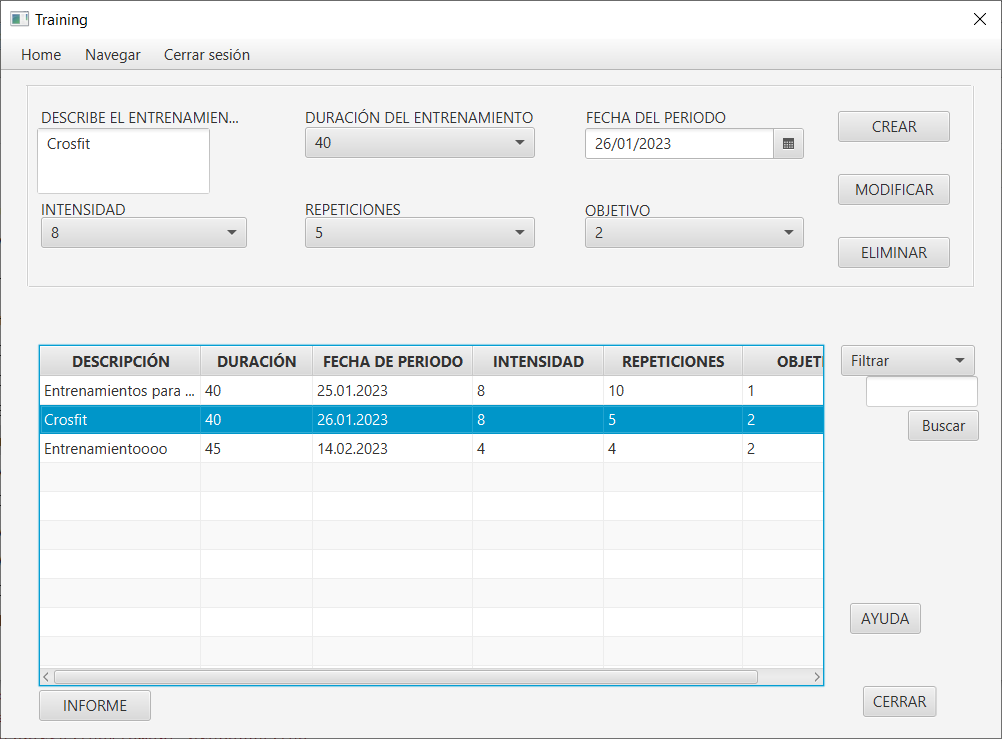 Training
Home Navegar Cerrar sesión
DESCRIBE EL ENTRENAMIEN... DURACIÓN DEL ENTRENAMIENTO FECHA DEL PERIODO
Crosfit 40 26/01/2023 CREAR
MODIFICAR
INTENSIDAD REPETICIONES OBJETIVO
8 5 2
ELIMINAR
DESCRIPCIÓN DURACIÓN FECHA DE PERIODO INTENSIDAD REPETICIONES OBJETI Filtrar
Entrenamientos para ... 40 25.01.2023 8 10 1
Crosfit 40 26.01.2023 8 5 2 Buscar
Entrenamientoooo 45 14.02.2023 4 4 2
AYUDA
INFORME CERRAR